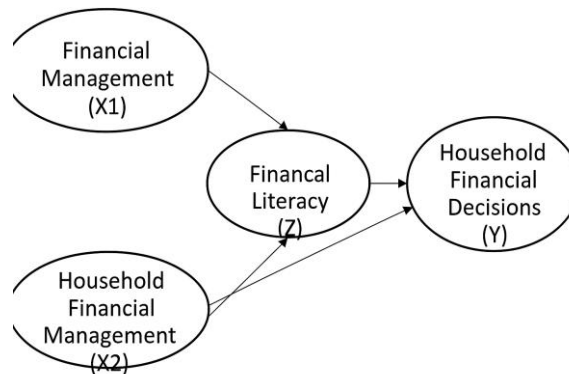 Financial
Management
(X1)
Financal
Literacy
(Z)
Household
Financial
Decisions
(Y)
Household
Financial
Management
(X2)